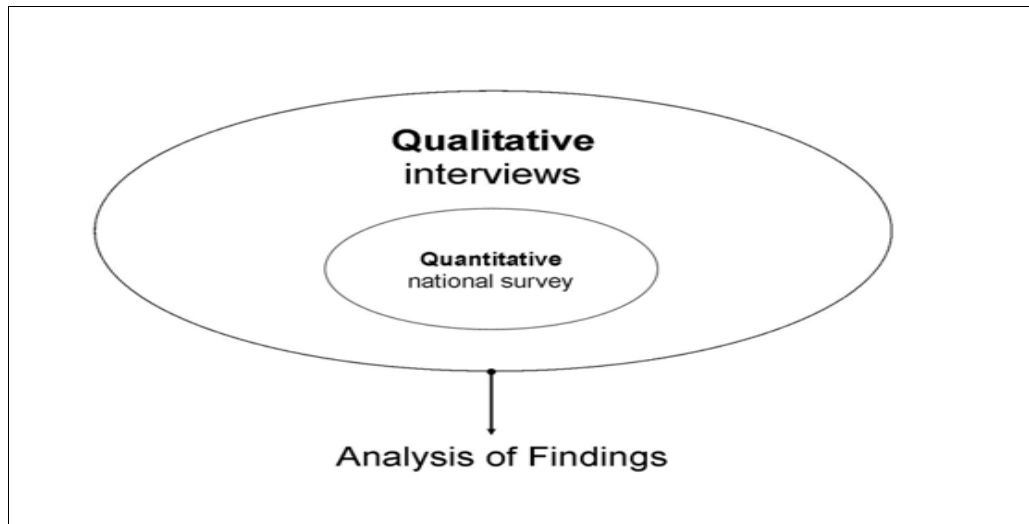 Qualitative
interviews
Quantitative
national survey
Analysis of Findings